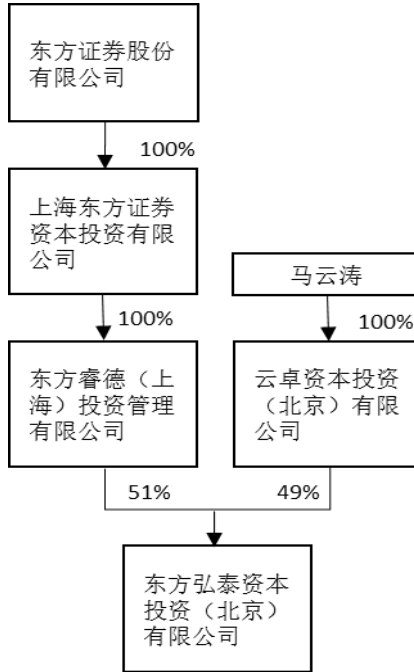 东方证券股份
有限公司
100%
上海东方证券
资本投资有限
公司
马云涛
100%
100%
东方睿德（上
海）投资管理
有限公司
云卓资本投资
（北京）有限
公司
51%
49%
东方弘泰资本
投资（北京）
有限公司